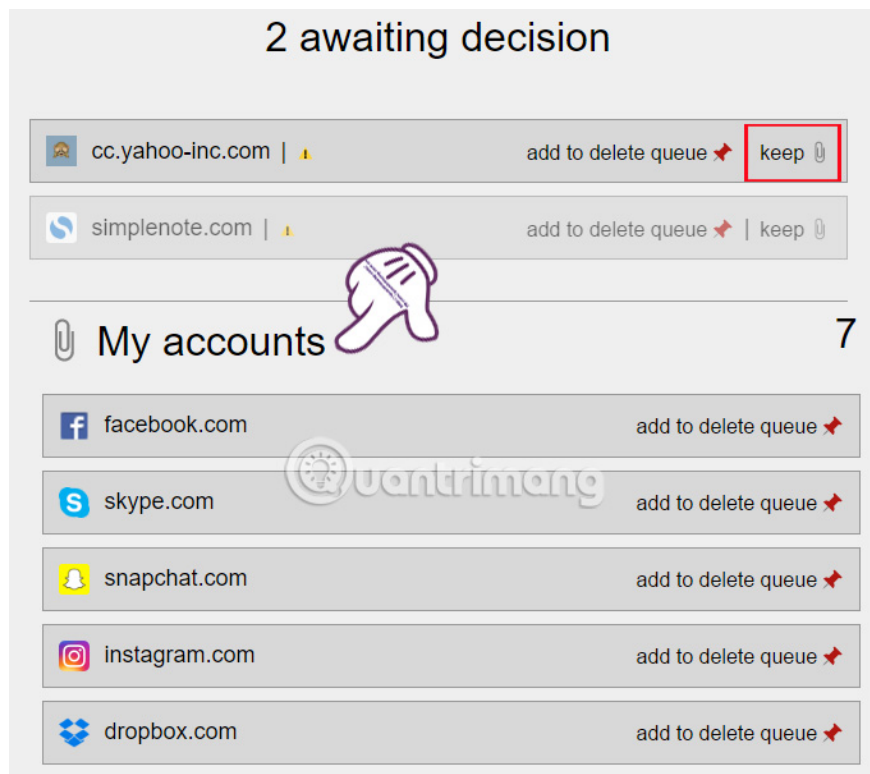 2 awaiting decision
cc.yahoo-inc.com | add to delete queue keep
simplenote.com | add to delete queue | keep
My accounts 7
facebook.com add to delete queue
Quantrimang
skype.com add to delete queue
snapchat.com add to delete queue
instagram.com add to delete queue
dropbox.com add to delete queue